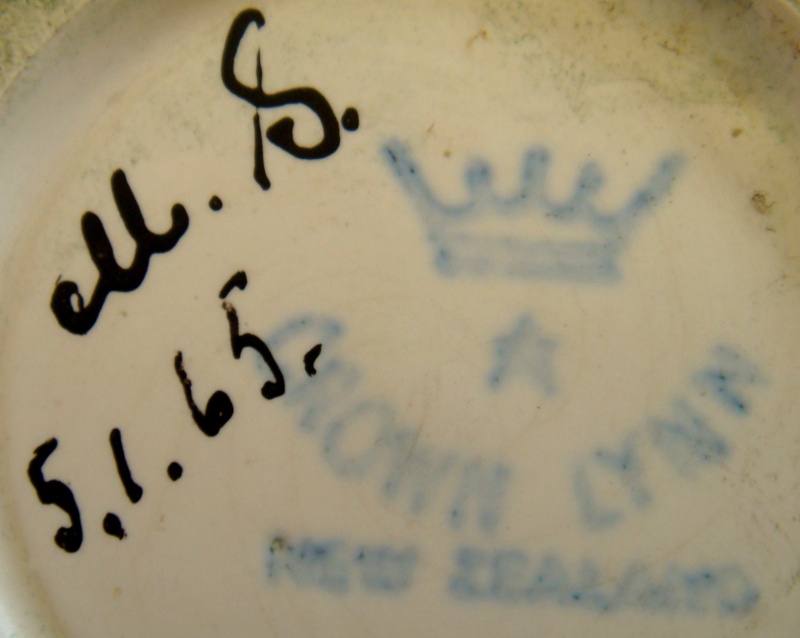 M. B.
5.1.65.
CROWN LYNN
NEW ZEALAND